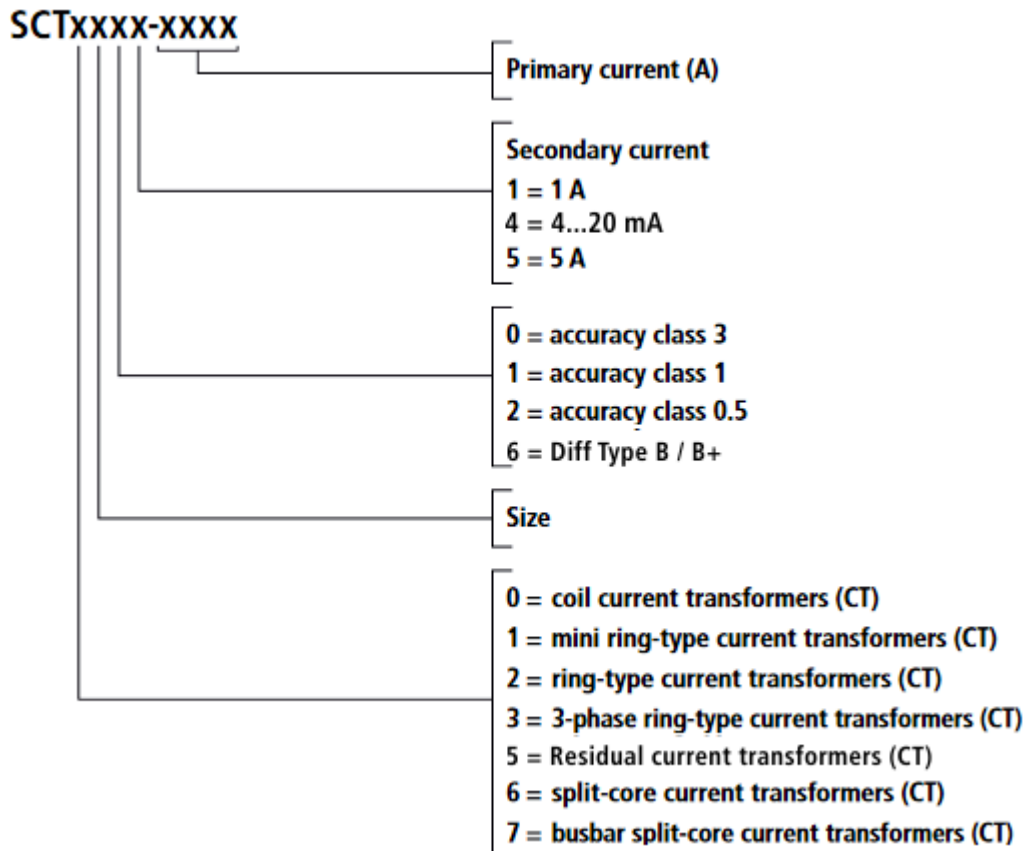 SCTxxxx-xxxx
Primary current (A)
Secondary current
1 = 1 A
4 = 4...20 mA
5 = 5 A
0 = accuracy class 3
1 = accuracy class 1
2 = accuracy class 0.5
6 = Diff Type B / B+
Size
0 = coil current transformers (CT)
1 = mini ring-type current transformers (CT)
2 = ring-type current transformers (CT)
3 = 3-phase ring-type current transformers (CT)
5 = Residual current transformers (CT)
6 = split-core current transformers (CT)
7 = busbar split-core current transformers (CT)